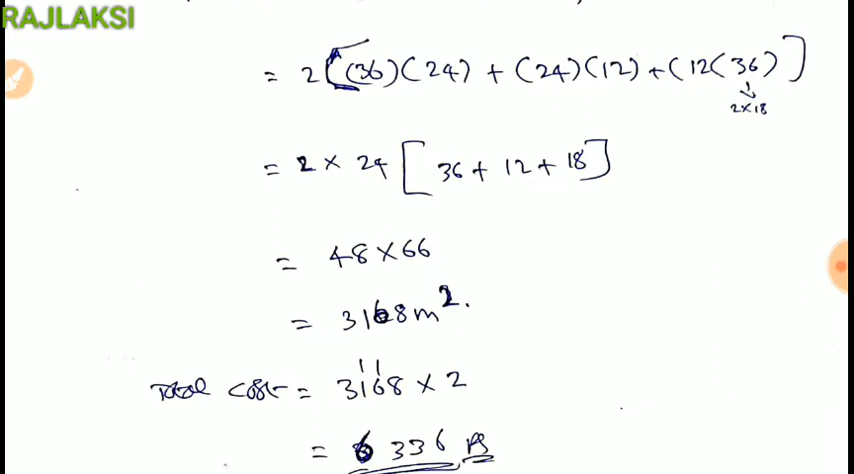 RAJLAKSI
= 2[(36)(24) + (24)(12) + (12(36)]
2×18
= 2 × 24 [36 + 12 + 18]
= 48 × 66
= 3168 m².
11
Total cost = 3168 × 2
= 6336 Rs